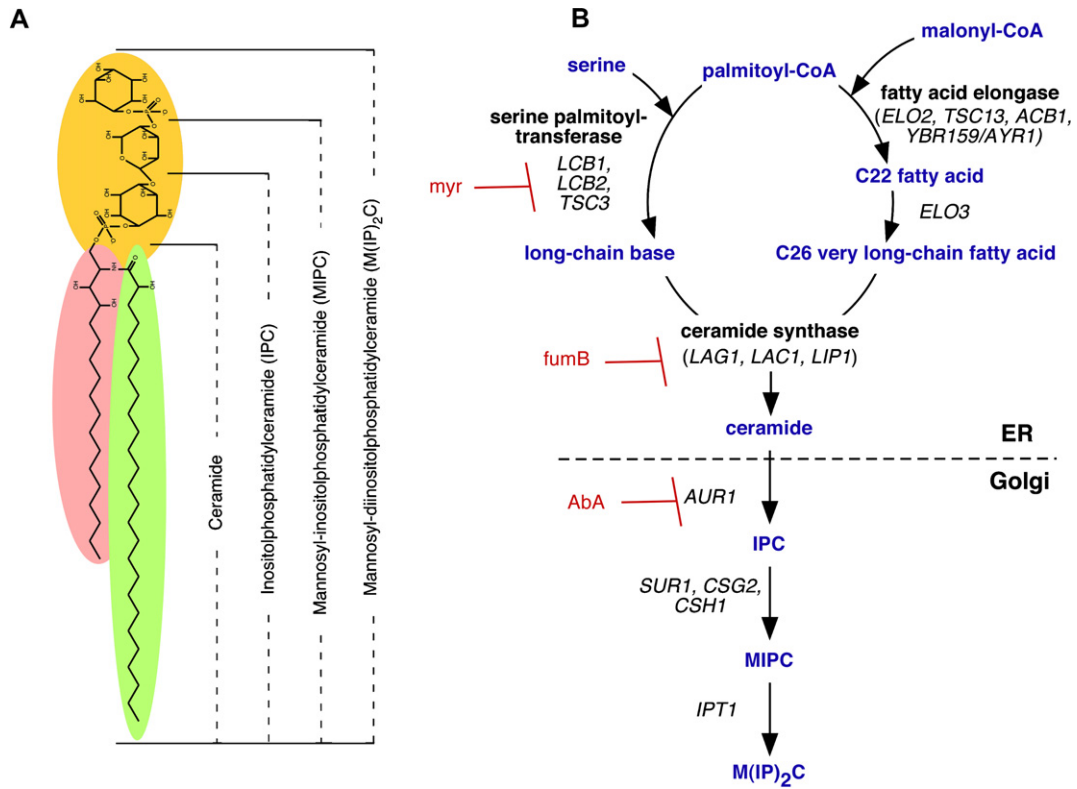 A
Ceramide
Inositolphosphatidylceramide (IPC)
Mannosyl-inositolphosphatidylceramide (MIPC)
Mannosyl-diinositolphosphatidylceramide (M(IP)2C)
B
malonyl-CoA
serine
palmitoyl-CoA
fatty acid elongase
(ELO2, TSC13, ACB1,
YBR159/AYR1)
serine palmitoyl-
transferase
LCB1,
LCB2,
TSC3
myr
C22 fatty acid
ELO3
long-chain base
C26 very long-chain fatty acid
ceramide synthase
(LAG1, LAC1, LIP1)
fumB
ceramide
ER
Golgi
AbA
AUR1
IPC
SUR1, CSG2,
CSH1
MIPC
IPT1
M(IP)2C